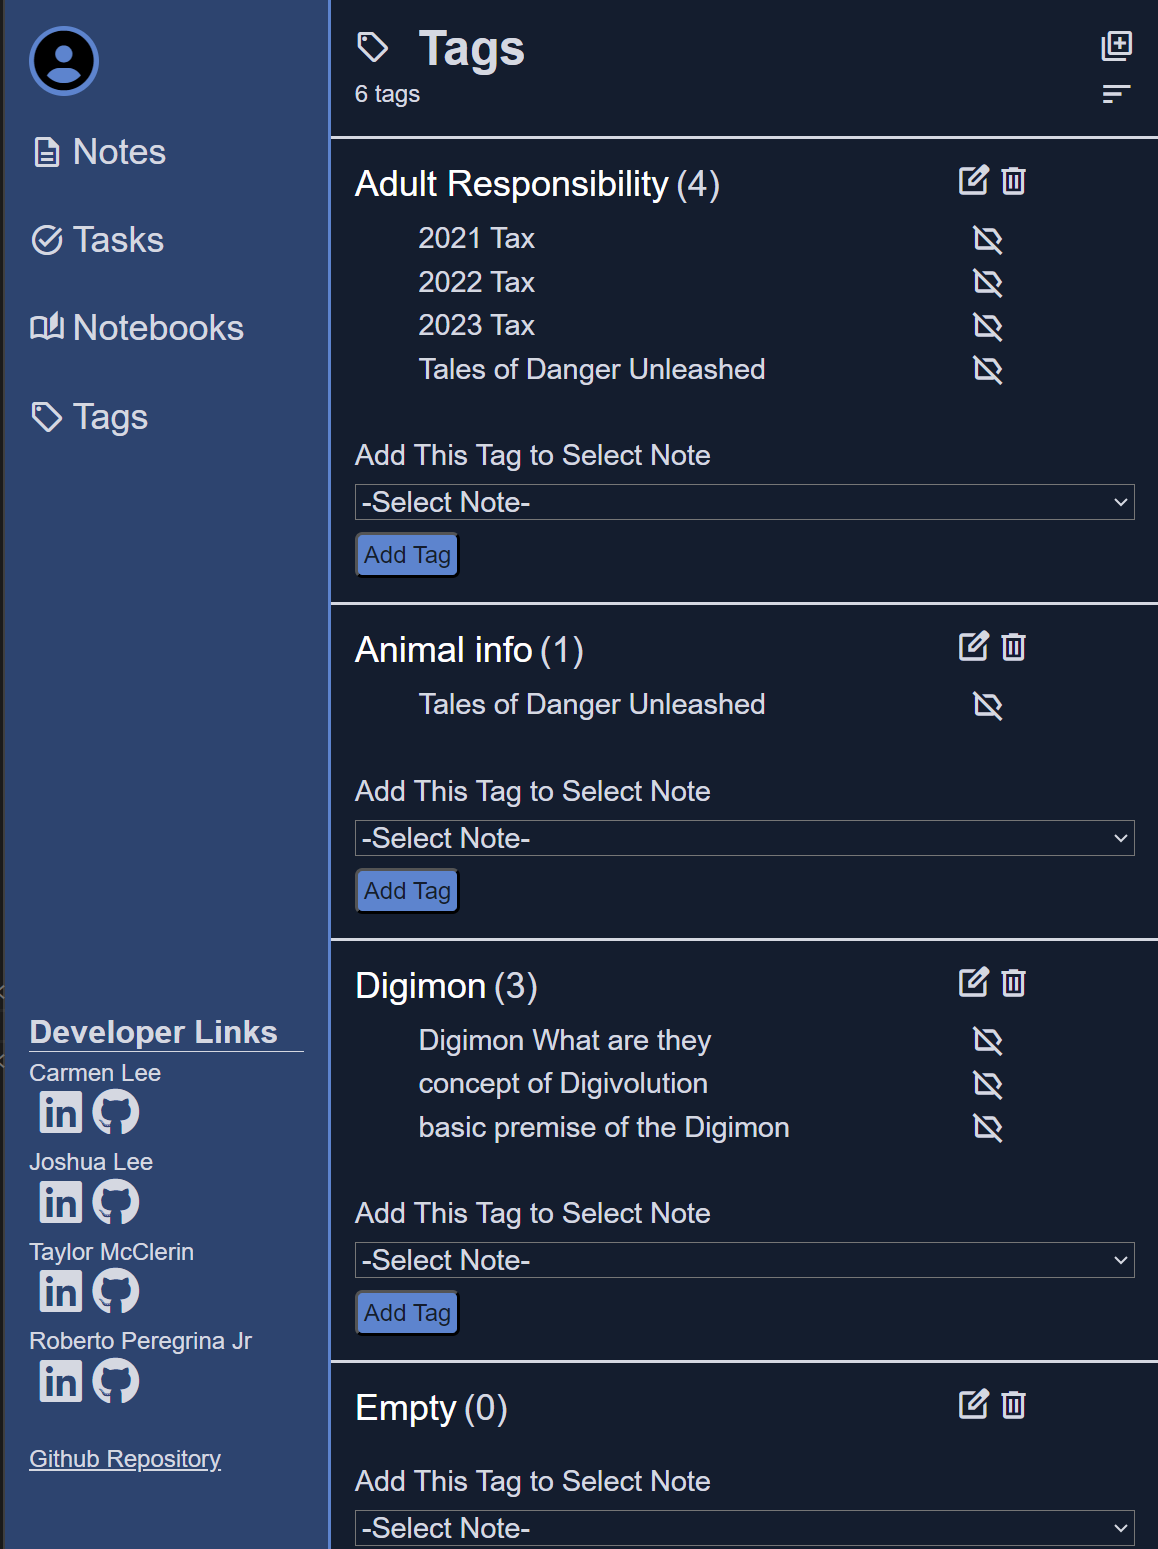 Notes
Tasks
Notebooks
Tags
Developer Links
Carmen Lee
in
Joshua Lee
in
Taylor McClerin
in
Roberto Peregrina Jr
in
Github Repository
Tags
6 tags
Adult Responsibility (4)
2021 Tax
2022 Tax
2023 Tax
Tales of Danger Unleashed
Add This Tag to Select Note
-Select Note-
Add Tag
Animal info (1)
Tales of Danger Unleashed
Add This Tag to Select Note
-Select Note-
Add Tag
Digimon (3)
Digimon What are they
concept of Digivolution
basic premise of the Digimon
Add This Tag to Select Note
-Select Note-
Add Tag
Empty (0)
Add This Tag to Select Note
-Select Note-